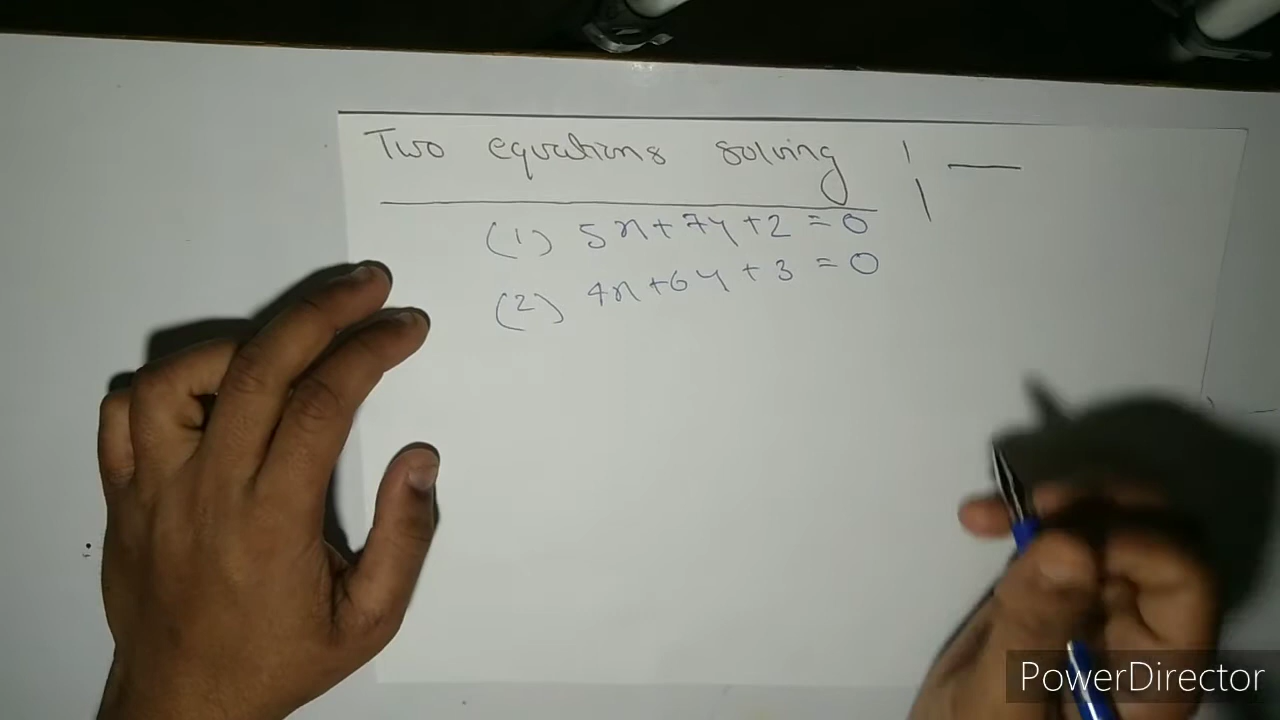 Two equations solving :—
(1) 5x+7y+2=0
(2) 4x+6y+3=0
PowerDirector